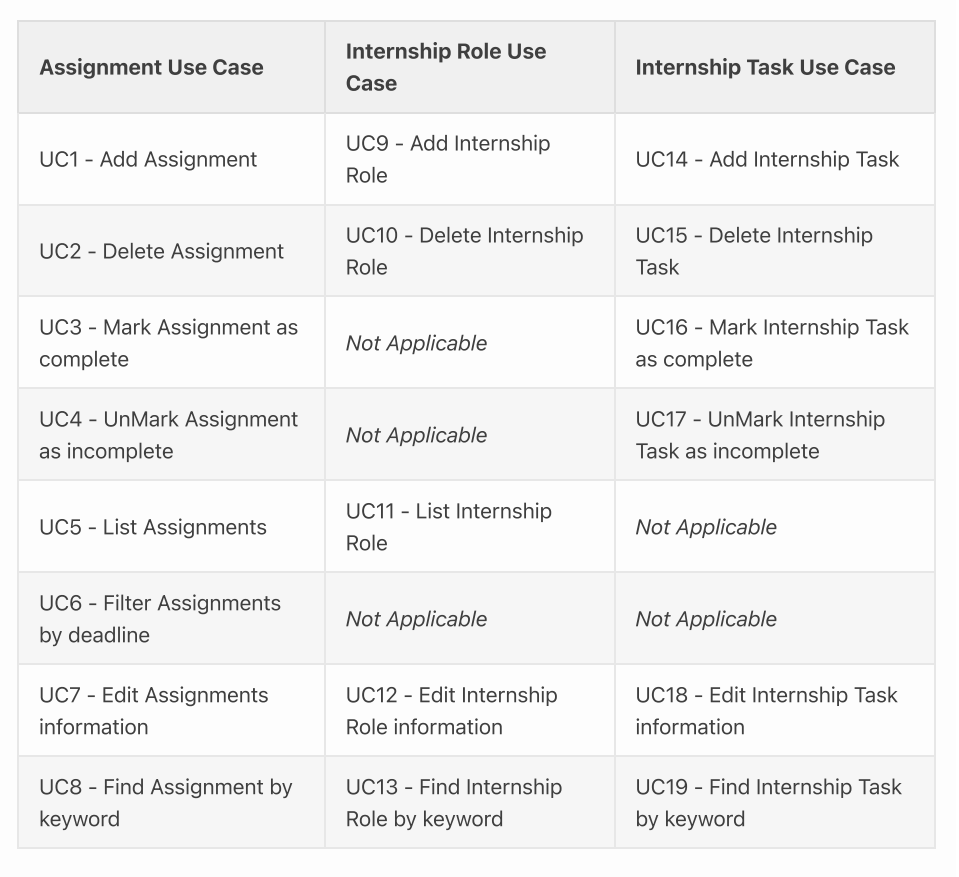 Assignment Use Case
Internship Role Use
Case
Internship Task Use Case
UC1 - Add Assignment
UC9 - Add Internship
Role
UC14 - Add Internship Task
UC2 - Delete Assignment
UC10 - Delete Internship
Role
UC15 - Delete Internship
Task
UC3 - Mark Assignment as
complete
Not Applicable
UC16 - Mark Internship Task
as complete
UC4 - UnMark Assignment
as incomplete
Not Applicable
UC17 - UnMark Internship
Task as incomplete
UC5 - List Assignments
UC11 - List Internship
Role
Not Applicable
UC6 - Filter Assignments
by deadline
Not Applicable
Not Applicable
UC7 - Edit Assignments
information
UC12 - Edit Internship
Role information
UC18 - Edit Internship Task
information
UC8 - Find Assignment by
keyword
UC13 - Find Internship
Role by keyword
UC19 - Find Internship Task
by keyword